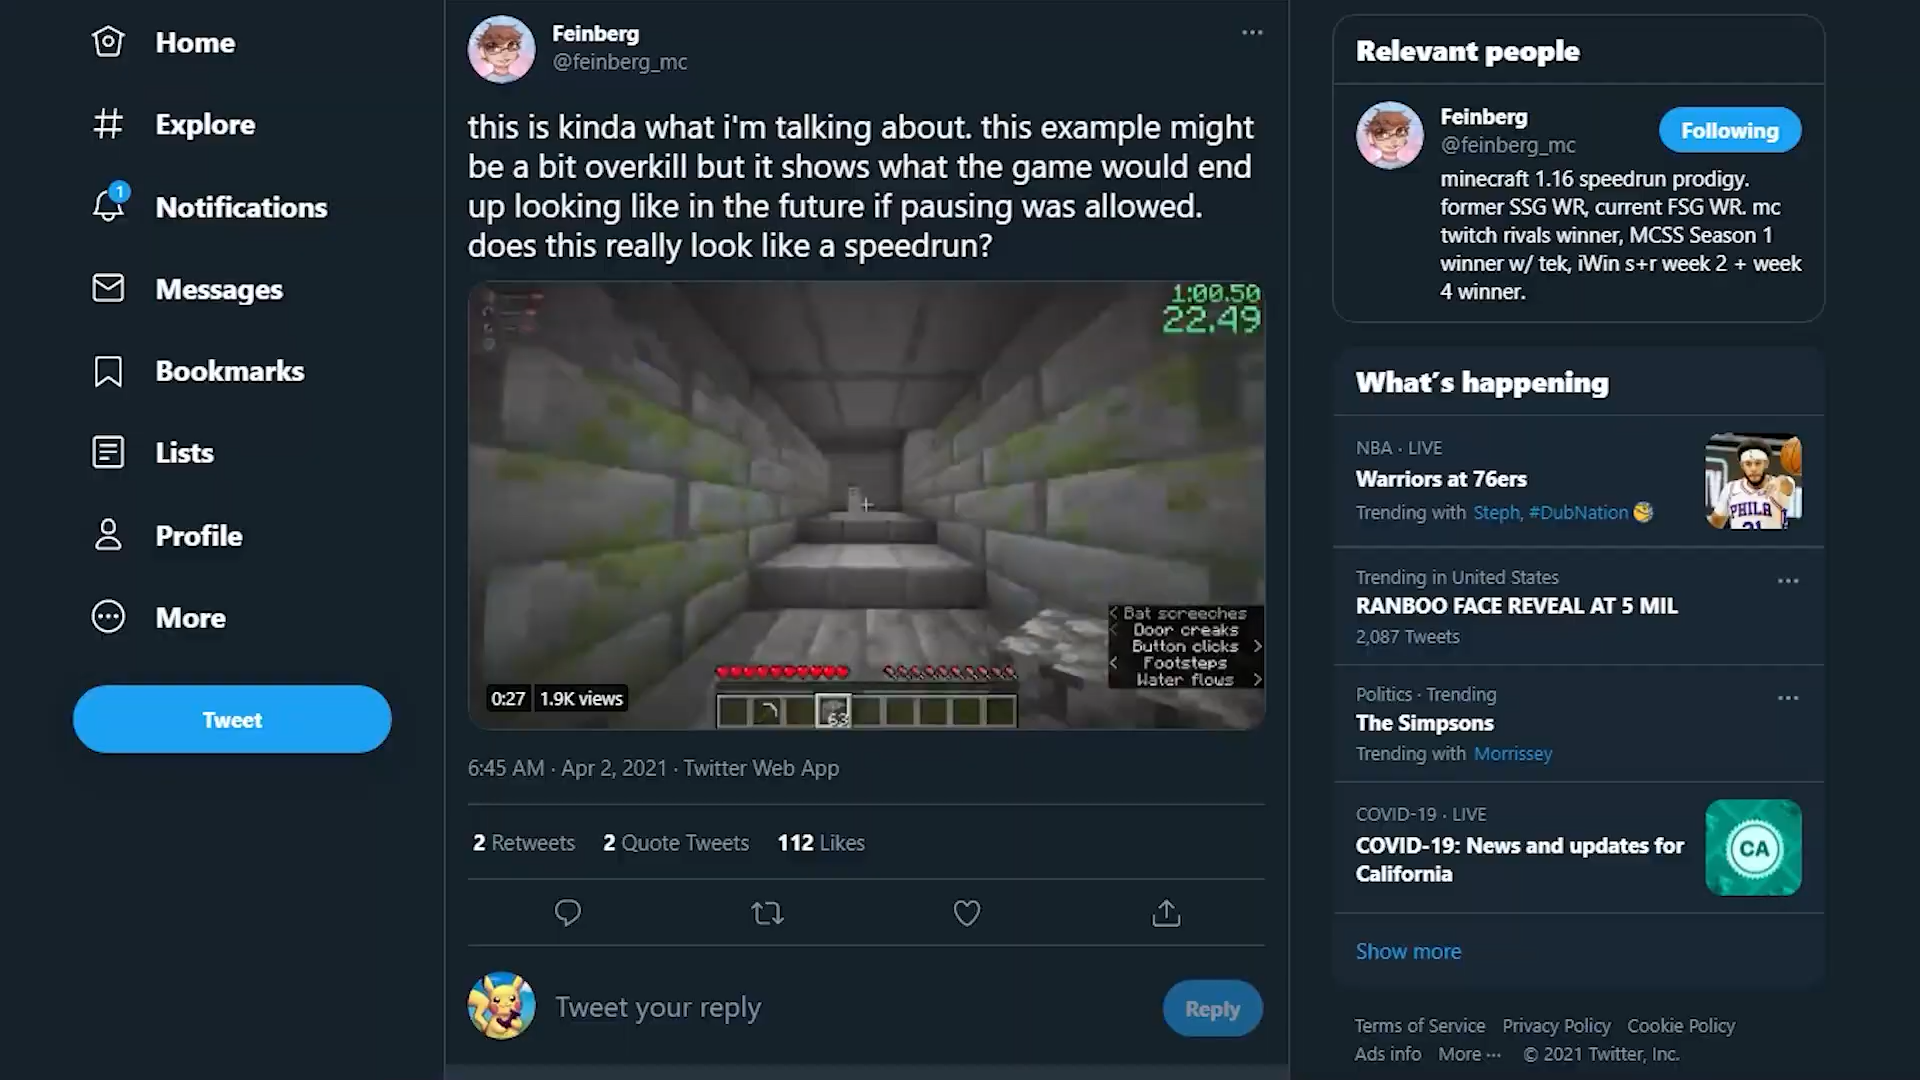 Home
Explore
1
Notifications
Messages
Bookmarks
Lists
Profile
More
Tweet
Feinberg
@feinberg_mc
this is kinda what i'm talking about. this example might
be a bit overkill but it shows what the game would end
up looking like in the future if pausing was allowed.
does this really look like a speedrun?
1:00.50
22.49
< Bat screeches
< Door creaks
Button clicks >
< Footsteps
Water flows >
63
0:27 1.9K views
6:45 AM · Apr 2, 2021 · Twitter Web App
2 Retweets 2 Quote Tweets 112 Likes
Tweet your reply
Reply
Relevant people
Feinberg
@feinberg_mc
Following
minecraft 1.16 speedrun prodigy.
former SSG WR, current FSG WR. mc
twitch rivals winner, MCSS Season 1
winner w/ tek, iWin s+r week 2 + week
4 winner.
What's happening
NBA · LIVE
Warriors at 76ers
Trending with Steph, #DubNation
PHILA
Trending in United States
RANBOO FACE REVEAL AT 5 MIL
2,087 Tweets
Politics · Trending
The Simpsons
Trending with Morrissey
COVID-19 · LIVE
COVID-19: News and updates for
California
CA
Show more
Terms of Service Privacy Policy Cookie Policy
Ads info More ··· © 2021 Twitter, Inc.